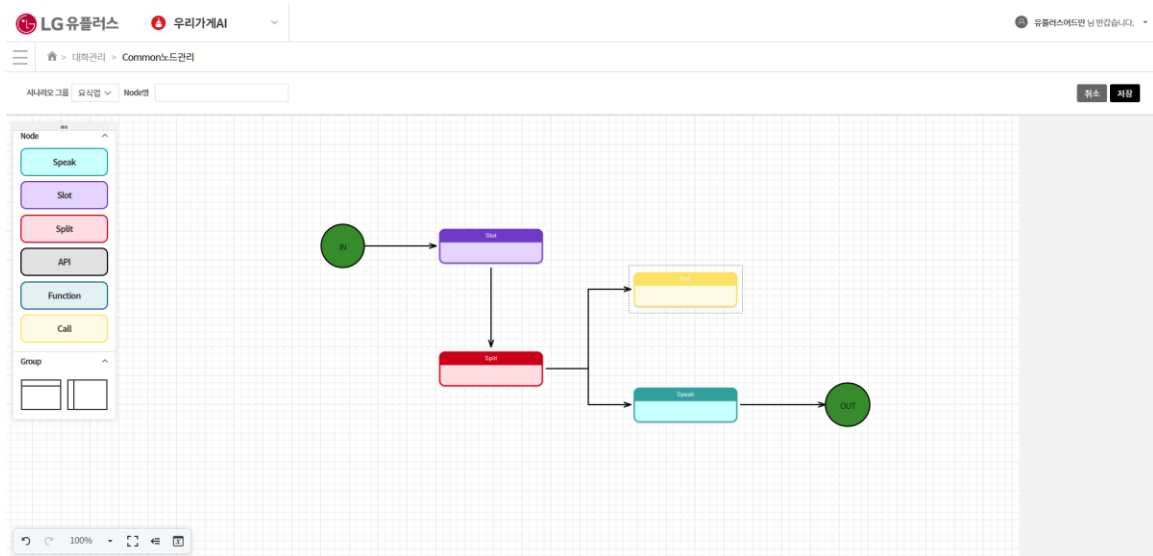 LG유플러스 우리가게AI 유플러스어드민 님 반갑습니다.
> 대화관리 > Common노드관리
시나리오 그룹 요식업 Node명 취소 저장
Node
Speak
Slot
Split
API
Function
Call
Group
IN
Slot
Call
Split
Speak
OUT
100%